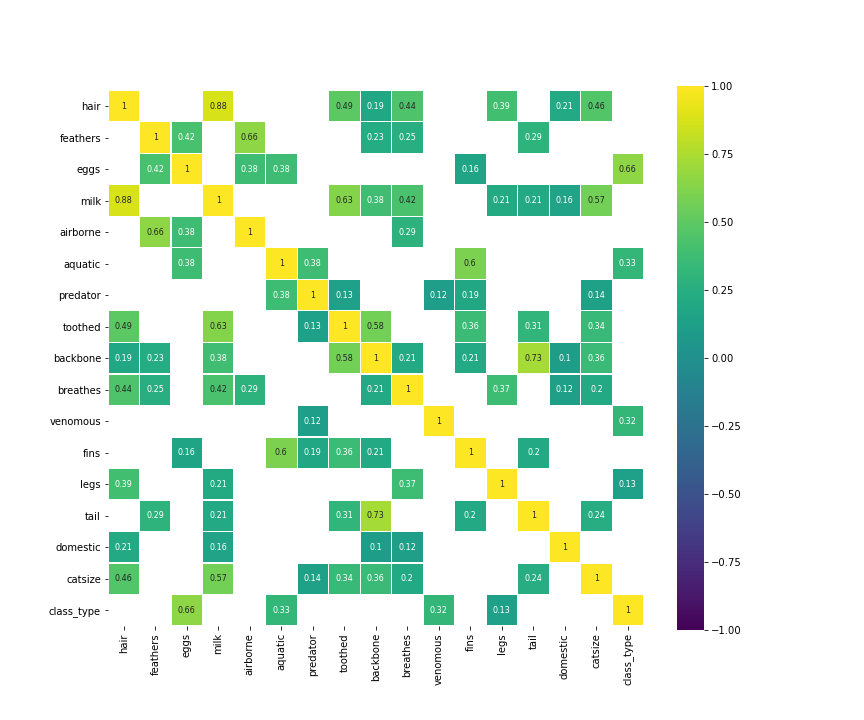 hair 1 0.88 0.49 0.19 0.44 0.39 0.21 0.46
feathers 1 0.42 0.66 0.23 0.25 0.29
eggs 0.42 1 0.38 0.38 0.16 0.66
milk 0.88 1 0.63 0.38 0.42 0.21 0.21 0.16 0.57
airborne 0.66 0.38 1 0.29
aquatic 0.38 1 0.38 0.6 0.33
predator 0.38 1 0.13 0.12 0.19 0.14
toothed 0.49 0.63 0.13 1 0.58 0.36 0.31 0.34
backbone 0.19 0.23 0.38 0.58 1 0.21 0.21 0.73 0.1 0.36
breathes 0.44 0.25 0.42 0.29 0.21 1 0.37 0.12 0.2
venomous 0.12 1 0.32
fins 0.16 0.6 0.19 0.36 0.21 1 0.2
legs 0.39 0.21 0.37 1 0.13
tail 0.29 0.21 0.31 0.73 0.2 1 0.24
domestic 0.21 0.16 0.1 0.12 1
catsize 0.46 0.57 0.14 0.34 0.36 0.2 0.24 1
class_type 0.66 0.33 0.32 0.13 1
hair feathers eggs milk airborne aquatic predator toothed backbone breathes venomous fins legs tail domestic catsize class_type
1.00
0.75
0.50
0.25
0.00
−0.25
−0.50
−0.75
−1.00